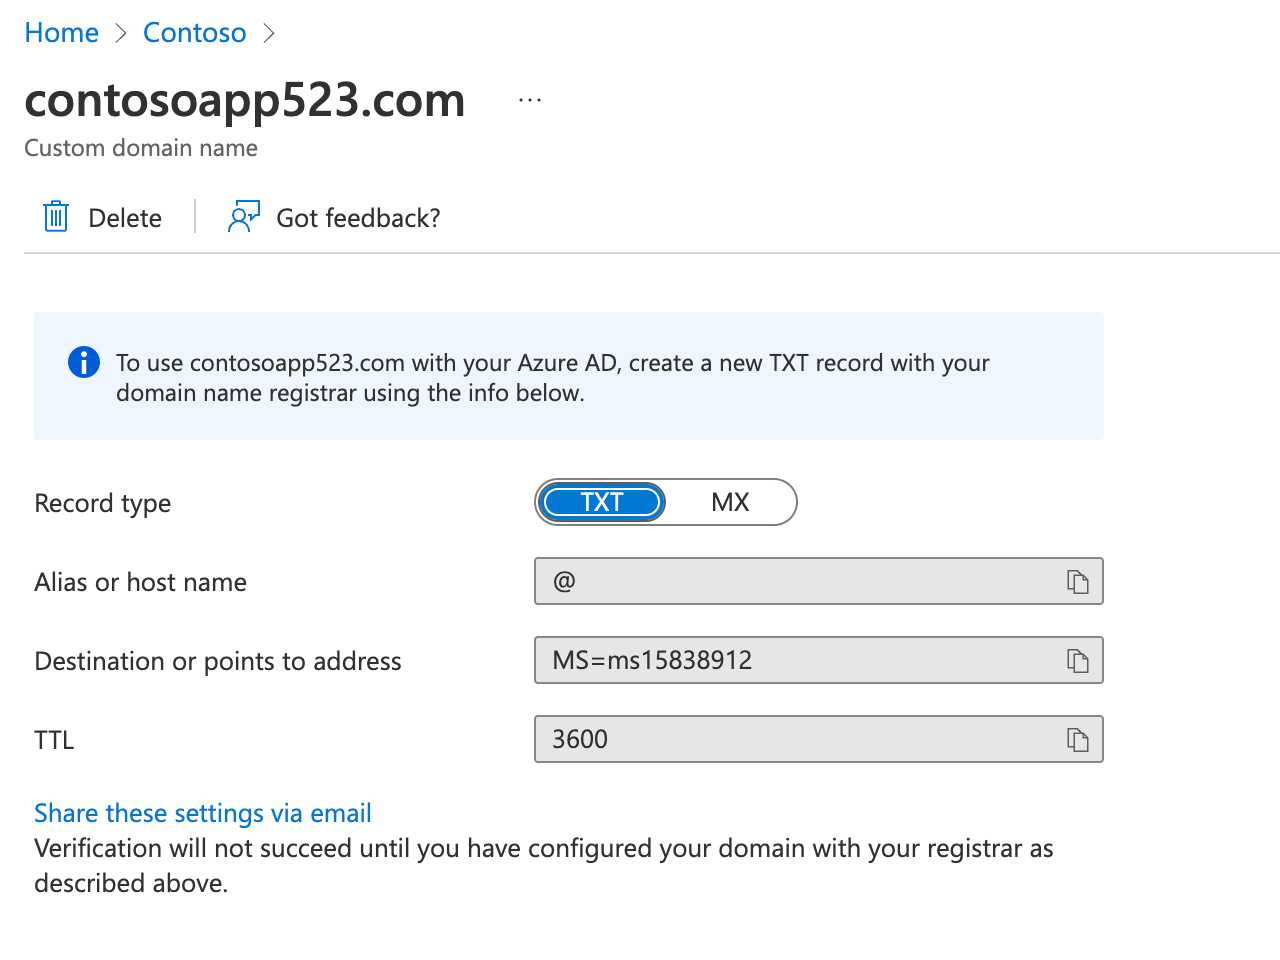 Home > Contoso >
contosoapp523.com ...
Custom domain name
Delete Got feedback?
To use contosoapp523.com with your Azure AD, create a new TXT record with your
domain name registrar using the info below.
Record type TXT MX
Alias or host name @
Destination or points to address MS=ms15838912
TTL 3600
Share these settings via email
Verification will not succeed until you have configured your domain with your registrar as
described above.